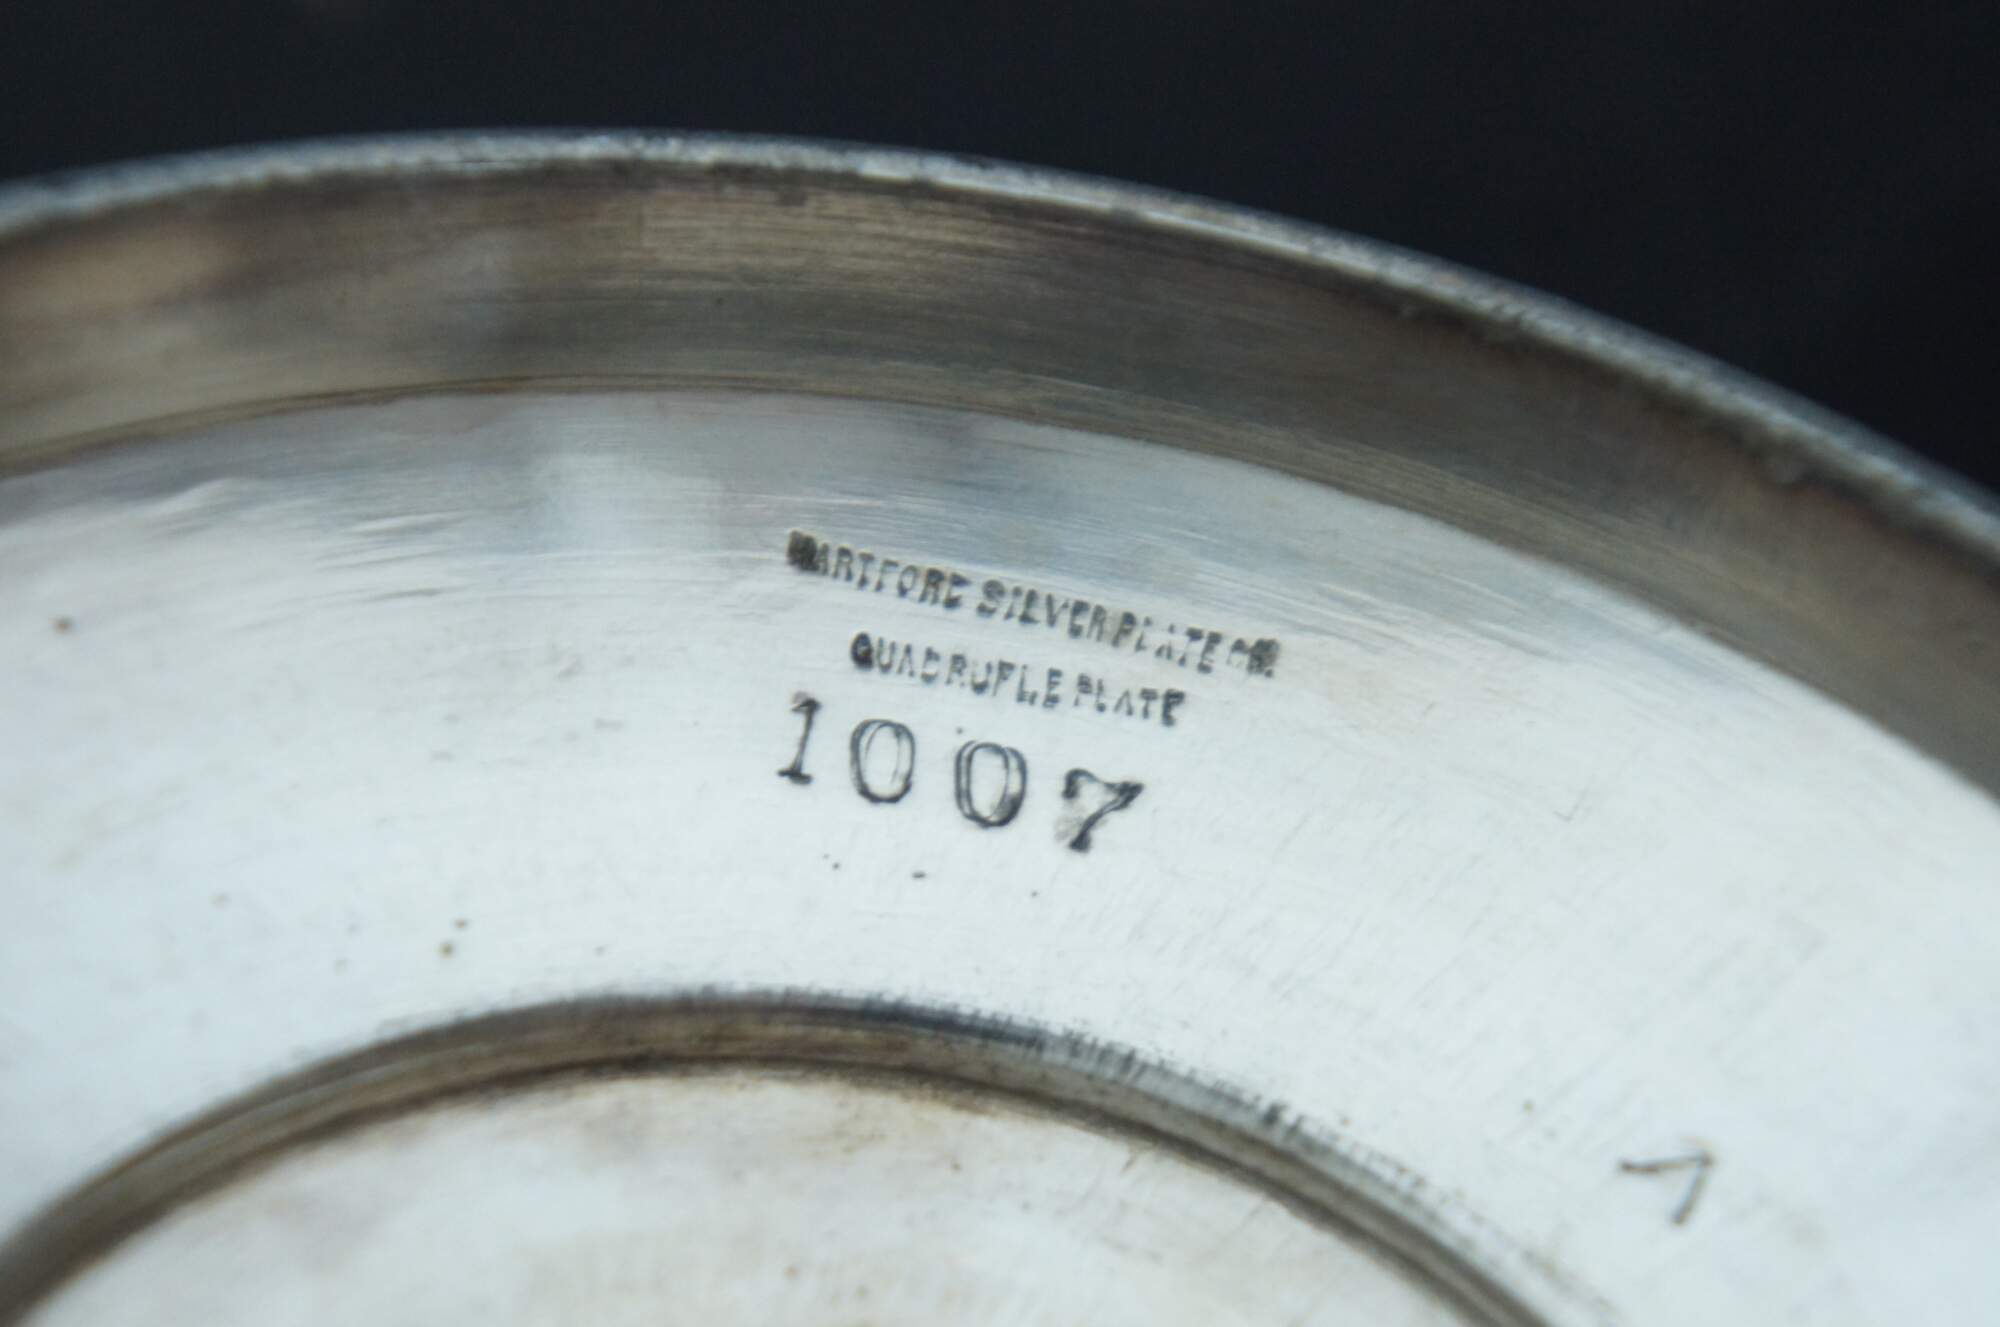 HARTFORD SILVER PLATE CO.
QUADRUPLE PLATE
1007